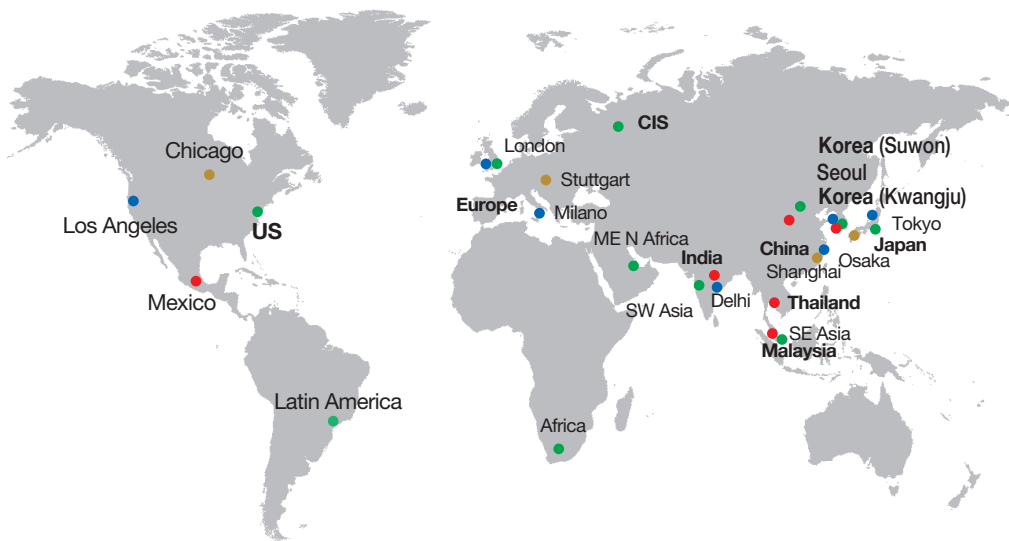 CIS
Korea (Suwon)
London
Chicago
Seoul
Stuttgart
Korea (Kwangju)
Europe
Milano
Los Angeles
US
Tokyo
ME N Africa
Japan
China
India
Osaka
Shanghai
Mexico
Delhi
Thailand
SW Asia
SE Asia
Malaysia
Latin America
Africa